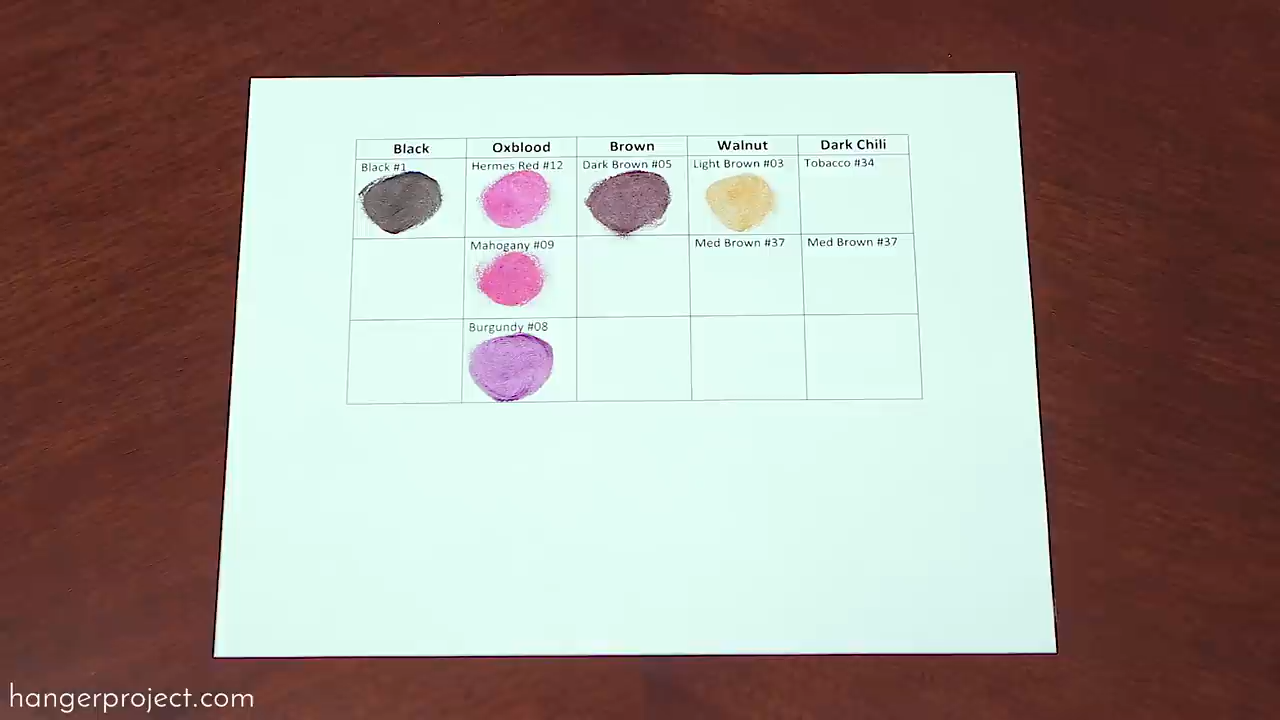 Black Oxblood Brown Walnut Dark Chili
Black #1 Hermes Red #12 Dark Brown #05 Light Brown #03 Tobacco #34
Mahogany #09 Med Brown #37 Med Brown #37
Burgundy #08
hangerproject.com